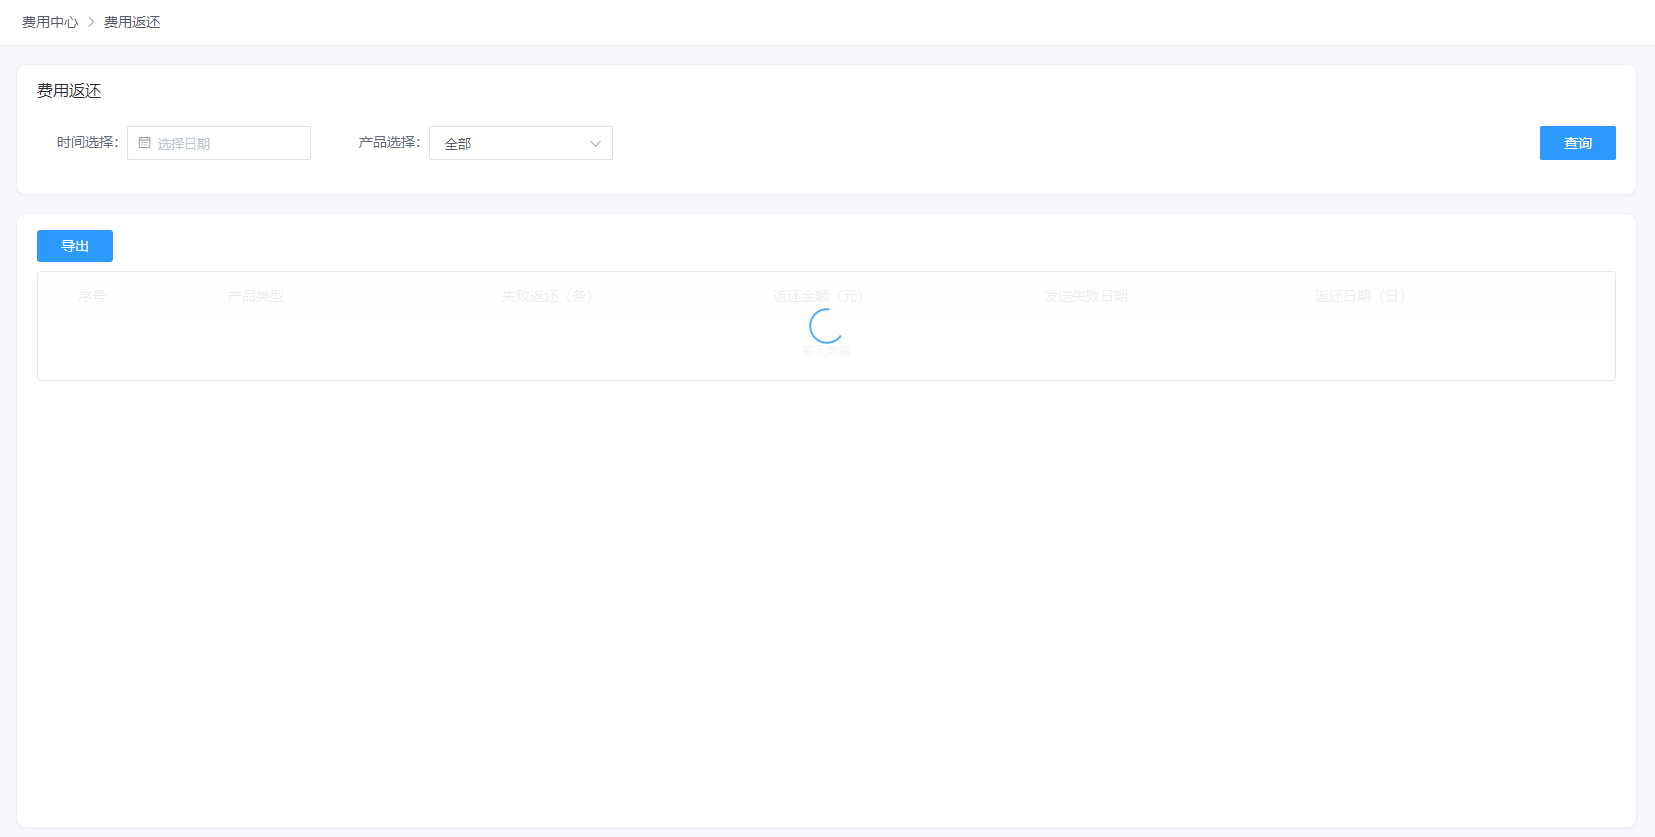 费用中心 > 费用返还
费用返还
时间选择： 选择日期 产品选择： 全部 查询
导出
序号 产品类型 失败返还（条） 返还金额（元） 发送失败日期 返还日期（日）
暂无数据